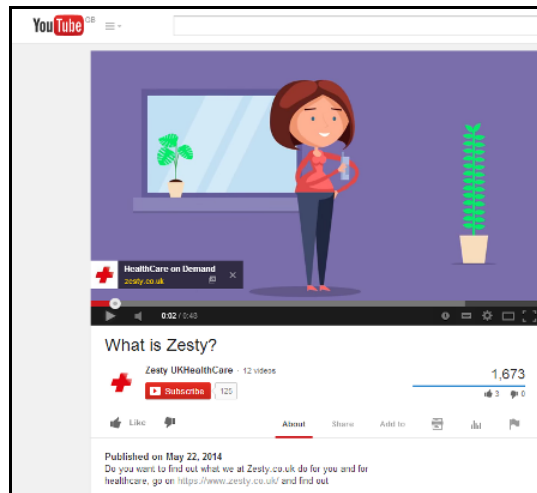 YouTube GB
HealthCare on Demand
zesty.co.uk
0:02 / 0:48
What is Zesty?
Zesty UKHealthCare · 12 videos
Subscribe 125
1,673
3 0
Like
About Share Add to
Published on May 22, 2014
Do you want to find out what we at Zesty.co.uk do for you and for
healthcare, go on https://www.zesty.co.uk/ and find out